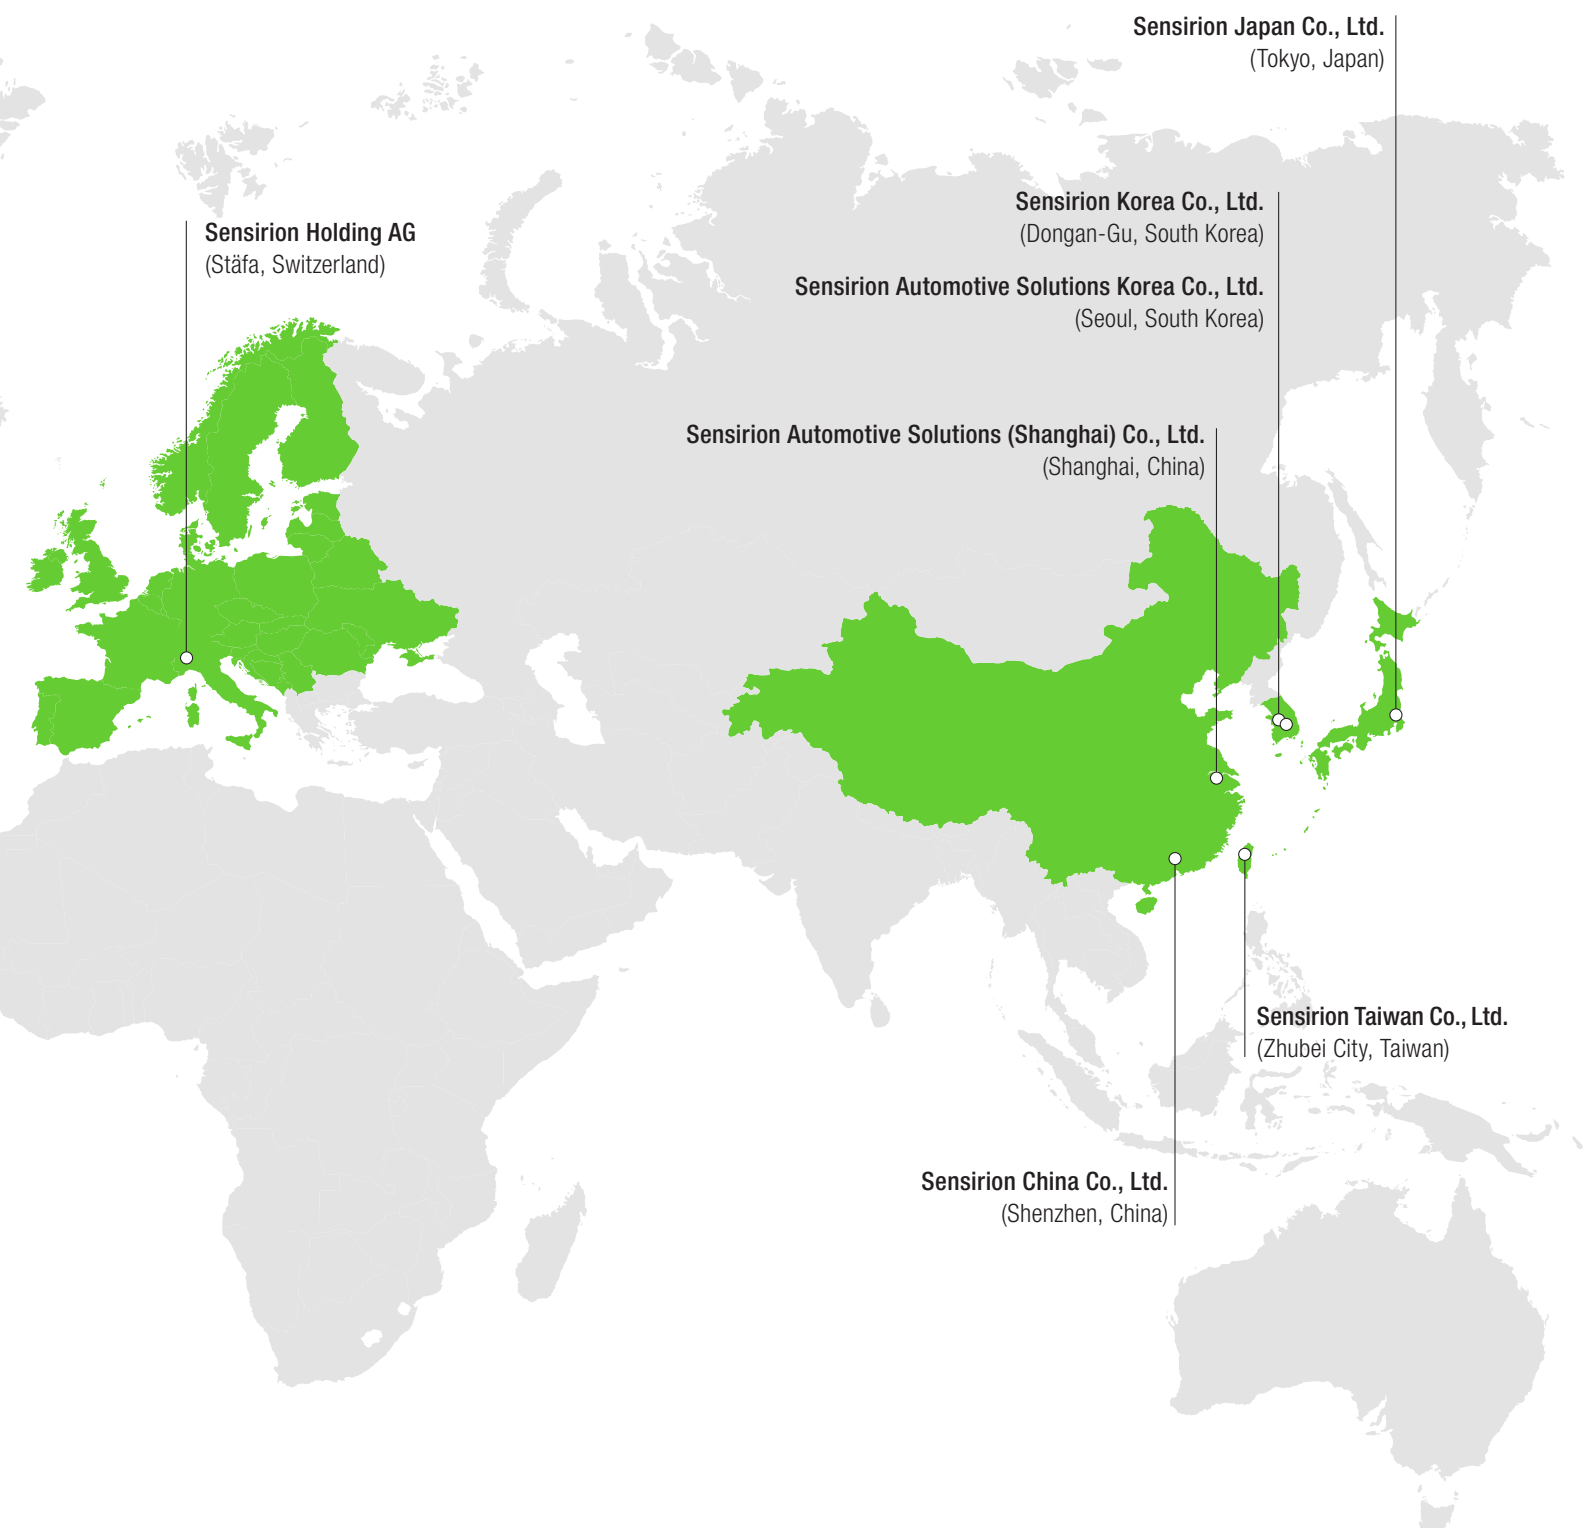 Sensirion Japan Co., Ltd.
(Tokyo, Japan)
Sensirion Korea Co., Ltd.
(Dongan-Gu, South Korea)
Sensirion Holding AG
(Stäfa, Switzerland)
Sensirion Automotive Solutions Korea Co., Ltd.
(Seoul, South Korea)
Sensirion Automotive Solutions (Shanghai) Co., Ltd.
(Shanghai, China)
Sensirion Taiwan Co., Ltd.
(Zhubei City, Taiwan)
Sensirion China Co., Ltd.
(Shenzhen, China)